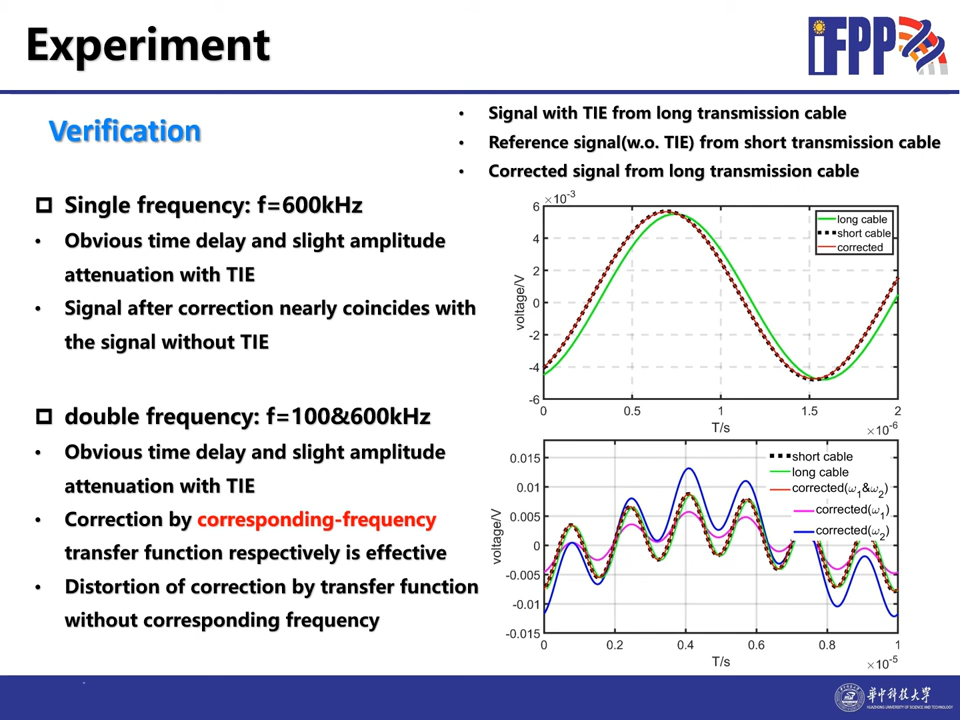 Experiment
iFPP
Verification
• Signal with TIE from long transmission cable
• Reference signal(w.o. TIE) from short transmission cable
• Corrected signal from long transmission cable
Single frequency: f=600kHz
• Obvious time delay and slight amplitude
attenuation with TIE
• Signal after correction nearly coincides with
the signal without TIE
double frequency: f=100&600kHz
• Obvious time delay and slight amplitude
attenuation with TIE
• Correction by corresponding-frequency
transfer function respectively is effective
• Distortion of correction by transfer function
without corresponding frequency
×10⁻³
6
4
2
0
-2
-4
-6
voltage/V
long cable
short cable
corrected
0 0.5 1 1.5 2
T/s
×10⁻⁶
0.015
0.01
0.005
0
-0.005
-0.01
-0.015
voltage/V
short cable
long cable
corrected(ω₁&ω₂)
corrected(ω₁)
corrected(ω₂)
0 0.2 0.4 0.6 0.8 1
T/s
×10⁻⁵
华中科技大学
HUAZHONG UNIVERSITY OF SCIENCE AND TECHNOLOGY